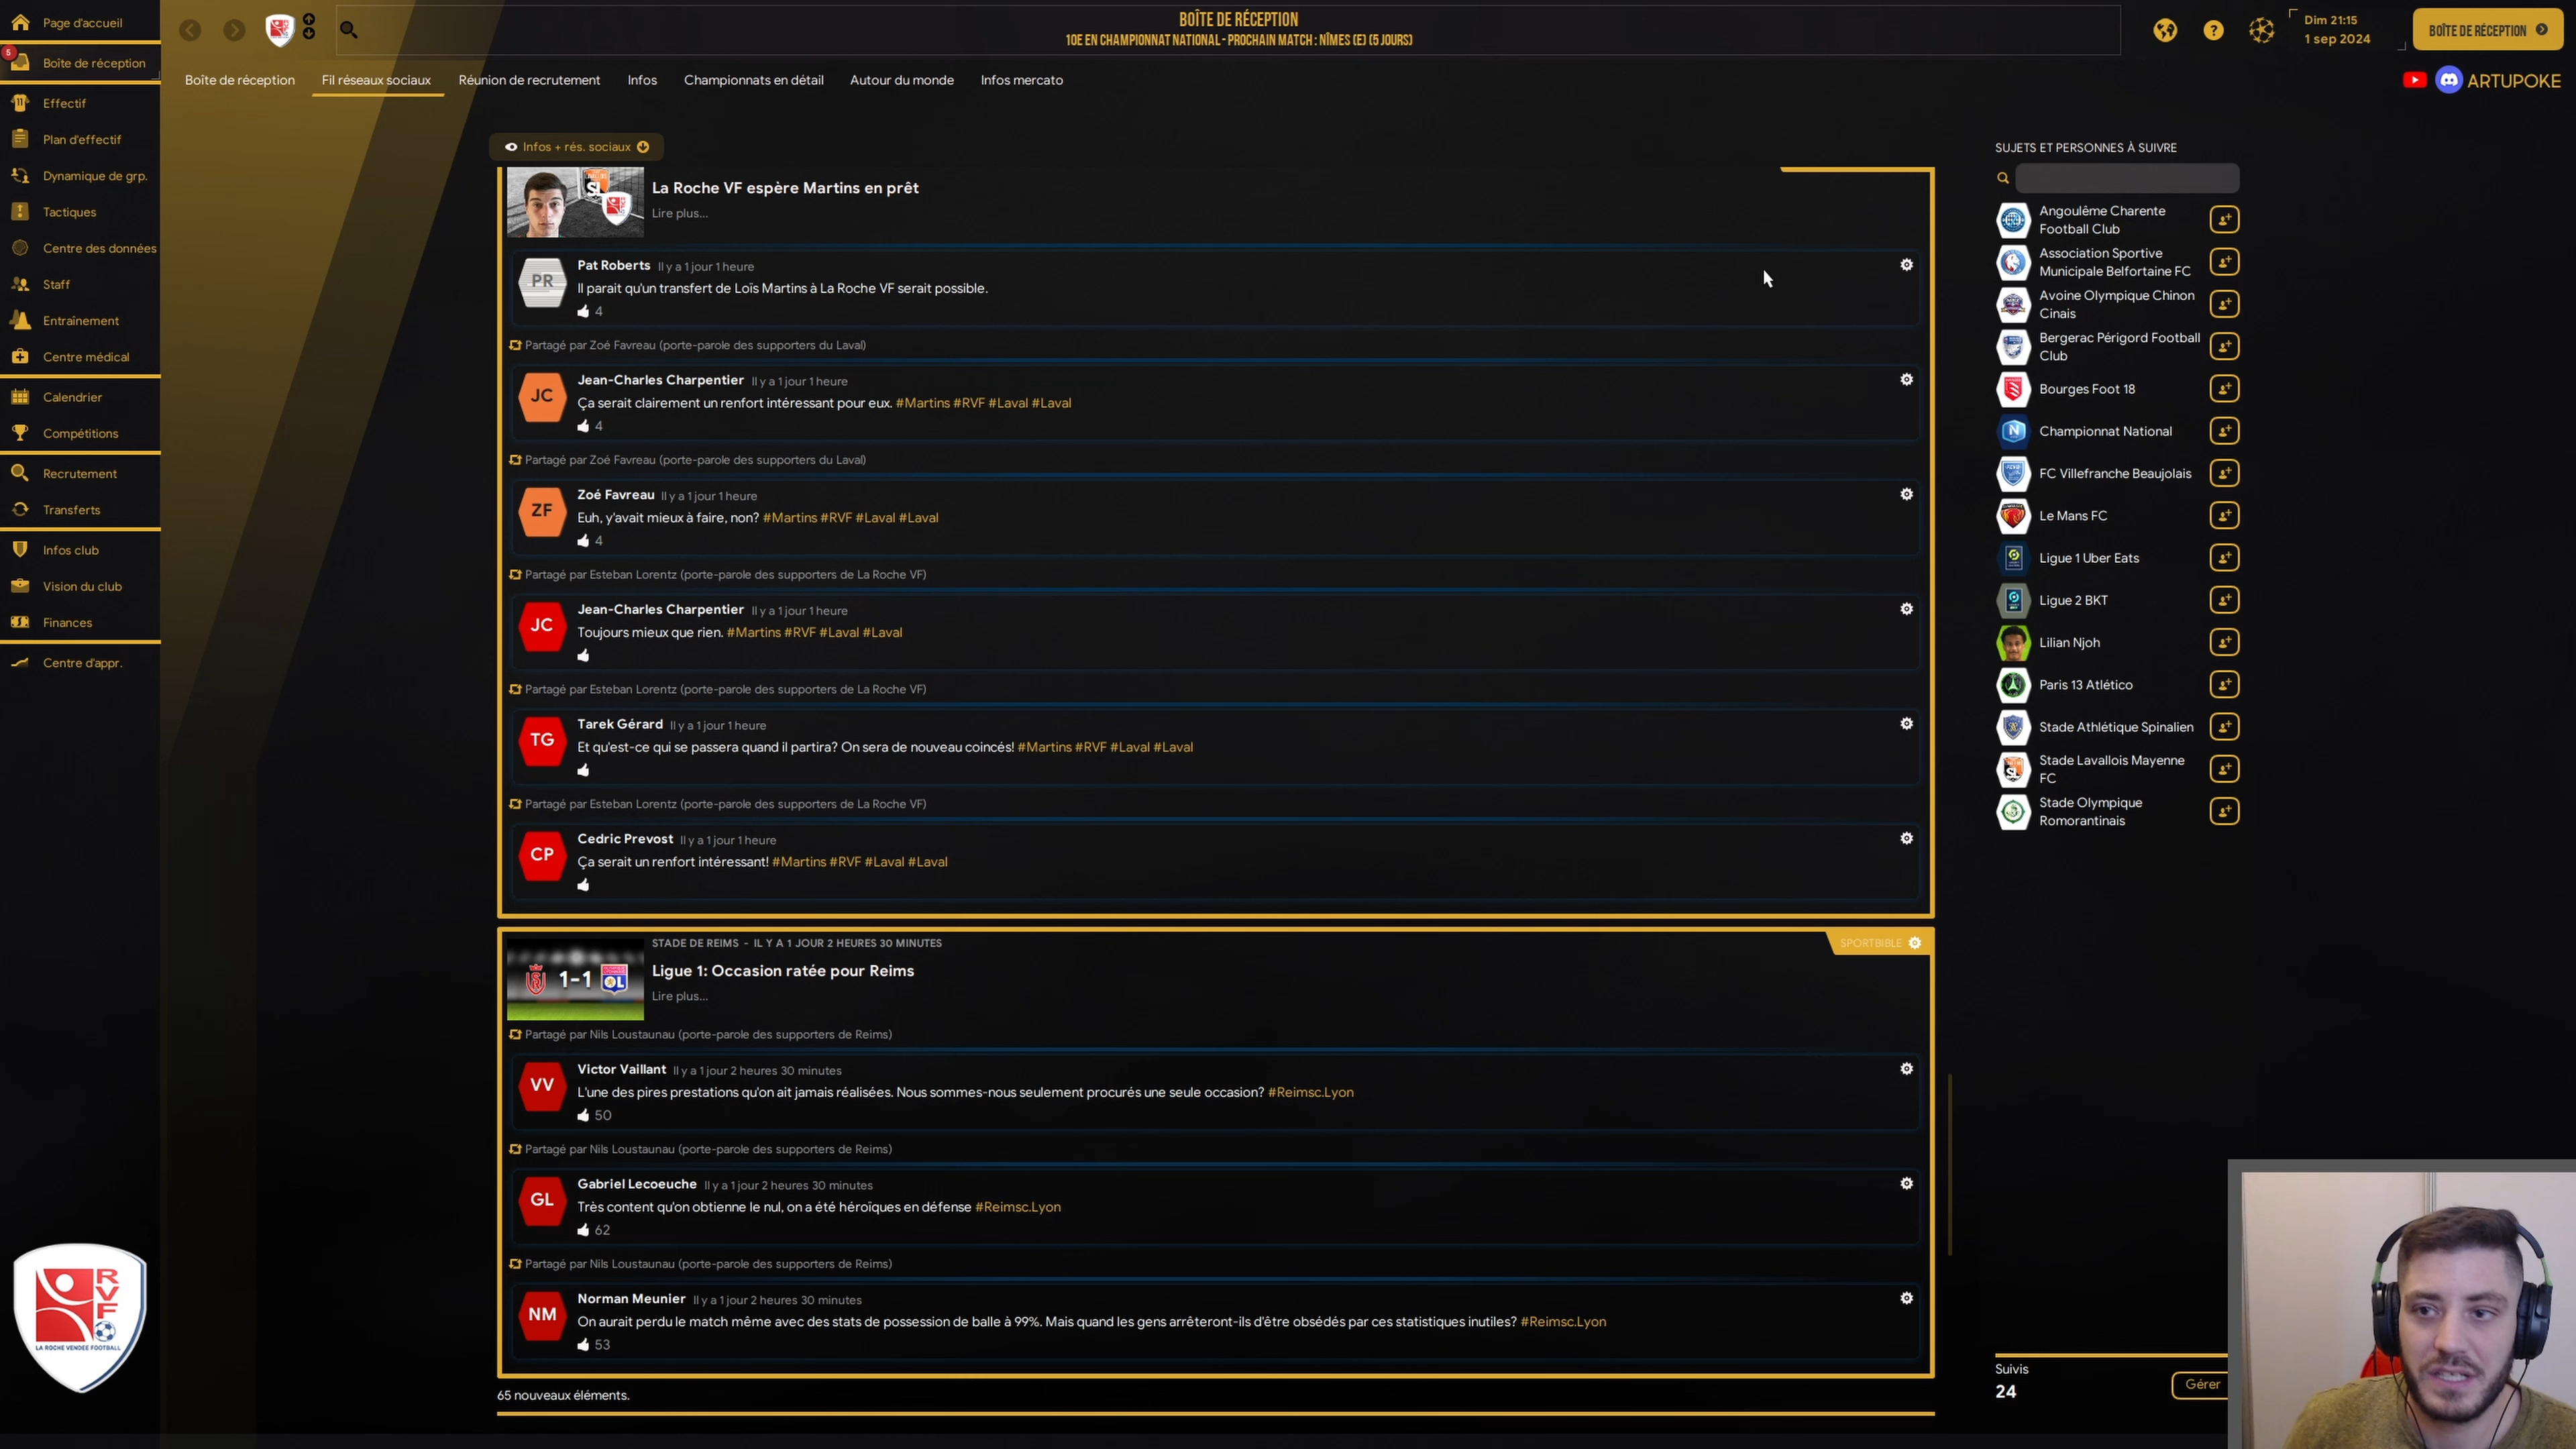 Page d'accueil
5
Boîte de réception
Effectif
Plan d'effectif
Dynamique de grp.
Tactiques
Centre des données
Staff
Entraînement
Centre médical
Calendrier
Compétitions
Recrutement
Transferts
Infos club
Vision du club
Finances
Centre d'appr.
RVF
LA ROCHE VENDEE FOOTBALL
BOÎTE DE RÉCEPTION
10E EN CHAMPIONNAT NATIONAL - PROCHAIN MATCH : NÎMES (E) (5 JOURS)
Dim 21:15
1 sep 2024
BOÎTE DE RÉCEPTION
Boîte de réception
Fil réseaux sociaux
Réunion de recrutement
Infos
Championnats en détail
Autour du monde
Infos mercato
ARTUPOKE
Infos + rés. sociaux
La Roche VF espère Martins en prêt
Lire plus...
PR
Pat Roberts Il y a 1 jour 1 heure
Il parait qu'un transfert de Loïs Martins à La Roche VF serait possible.
4
Partagé par Zoé Favreau (porte-parole des supporters du Laval)
JC
Jean-Charles Charpentier Il y a 1 jour 1 heure
Ça serait clairement un renfort intéressant pour eux. #Martins #RVF #Laval #Laval
4
Partagé par Zoé Favreau (porte-parole des supporters du Laval)
ZF
Zoé Favreau Il y a 1 jour 1 heure
Euh, y'avait mieux à faire, non? #Martins #RVF #Laval #Laval
4
Partagé par Esteban Lorentz (porte-parole des supporters de La Roche VF)
JC
Jean-Charles Charpentier Il y a 1 jour 1 heure
Toujours mieux que rien. #Martins #RVF #Laval #Laval
Partagé par Esteban Lorentz (porte-parole des supporters de La Roche VF)
TG
Tarek Gérard Il y a 1 jour 1 heure
Et qu'est-ce qui se passera quand il partira? On sera de nouveau coincés! #Martins #RVF #Laval #Laval
Partagé par Esteban Lorentz (porte-parole des supporters de La Roche VF)
CP
Cedric Prevost Il y a 1 jour 1 heure
Ça serait un renfort intéressant! #Martins #RVF #Laval #Laval
STADE DE REIMS - IL Y A 1 JOUR 2 HEURES 30 MINUTES
SPORTBIBLE
1-1
OL
Ligue 1: Occasion ratée pour Reims
Lire plus...
Partagé par Nils Loustaunau (porte-parole des supporters de Reims)
VV
Victor Vaillant Il y a 1 jour 2 heures 30 minutes
L'une des pires prestations qu'on ait jamais réalisées. Nous sommes-nous seulement procurés une seule occasion? #Reimsc.Lyon
50
Partagé par Nils Loustaunau (porte-parole des supporters de Reims)
GL
Gabriel Lecoeuche Il y a 1 jour 2 heures 30 minutes
Très content qu'on obtienne le nul, on a été héroïques en défense #Reimsc.Lyon
62
Partagé par Nils Loustaunau (porte-parole des supporters de Reims)
NM
Norman Meunier Il y a 1 jour 2 heures 30 minutes
On aurait perdu le match même avec des stats de possession de balle à 99%. Mais quand les gens arrêteront-ils d'être obsédés par ces statistiques inutiles? #Reimsc.Lyon
53
65 nouveaux éléments.
SUJETS ET PERSONNES À SUIVRE
Angoulême Charente
Football Club
Association Sportive
Municipale Belfortaine FC
Avoine Olympique Chinon
Cinais
Bergerac Périgord Football
Club
Bourges Foot 18
Championnat National
FC Villefranche Beaujolais
Le Mans FC
Ligue 1 Uber Eats
Ligue 2 BKT
Lilian Njoh
Paris 13 Atlético
Stade Athlétique Spinalien
Stade Lavallois Mayenne
FC
Stade Olympique
Romorantinais
Suivis
24
Gérer